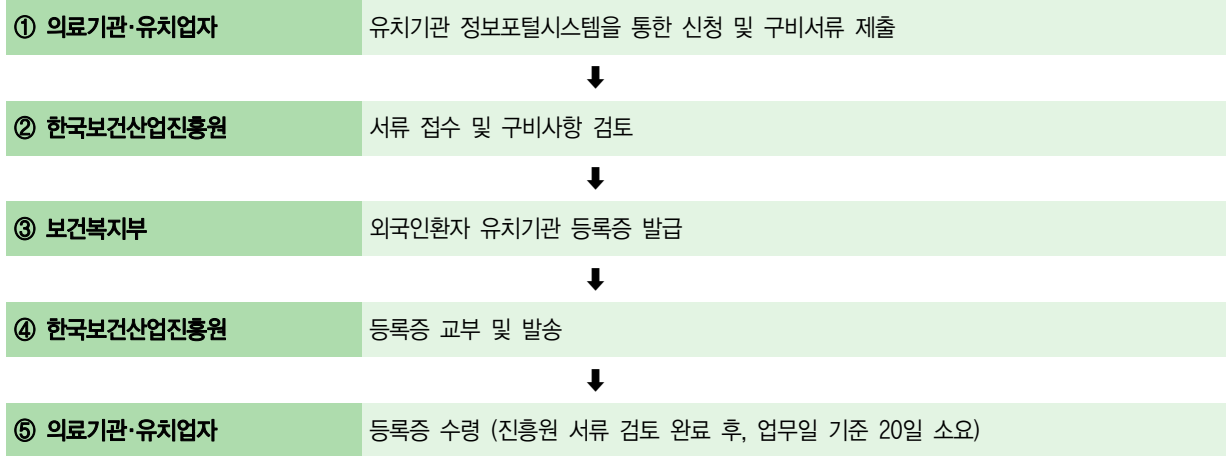 ① 의료기관·유치업자 유치기관 정보포털시스템을 통한 신청 및 구비서류 제출
② 한국보건산업진흥원 서류 접수 및 구비사항 검토
③ 보건복지부 외국인환자 유치기관 등록증 발급
④ 한국보건산업진흥원 등록증 교부 및 발송
⑤ 의료기관·유치업자 등록증 수령 (진흥원 서류 검토 완료 후, 업무일 기준 20일 소요)